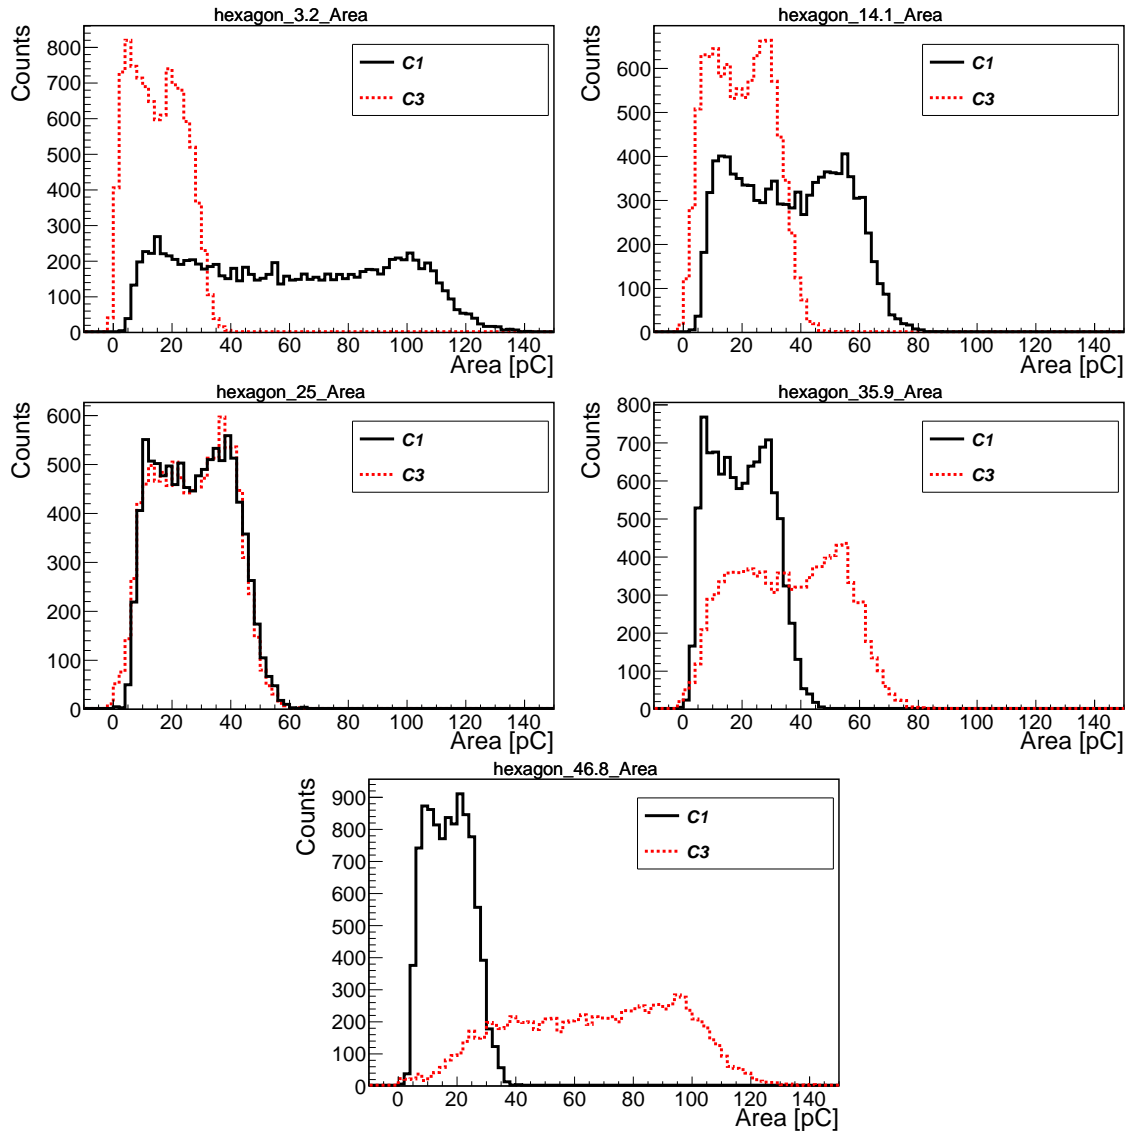 hexagon_3.2_Area
Counts
800
700
600
500
400
300
200
100
0
C1
C3
0 20 40 60 80 100 120 140
Area [pC]
hexagon_14.1_Area
Counts
600
500
400
300
200
100
0
C1
C3
0 20 40 60 80 100 120 140
Area [pC]
hexagon_25_Area
Counts
600
500
400
300
200
100
0
C1
C3
0 20 40 60 80 100 120 140
Area [pC]
hexagon_35.9_Area
Counts
800
700
600
500
400
300
200
100
0
C1
C3
0 20 40 60 80 100 120 140
Area [pC]
hexagon_46.8_Area
Counts
900
800
700
600
500
400
300
200
100
0
C1
C3
0 20 40 60 80 100 120 140
Area [pC]